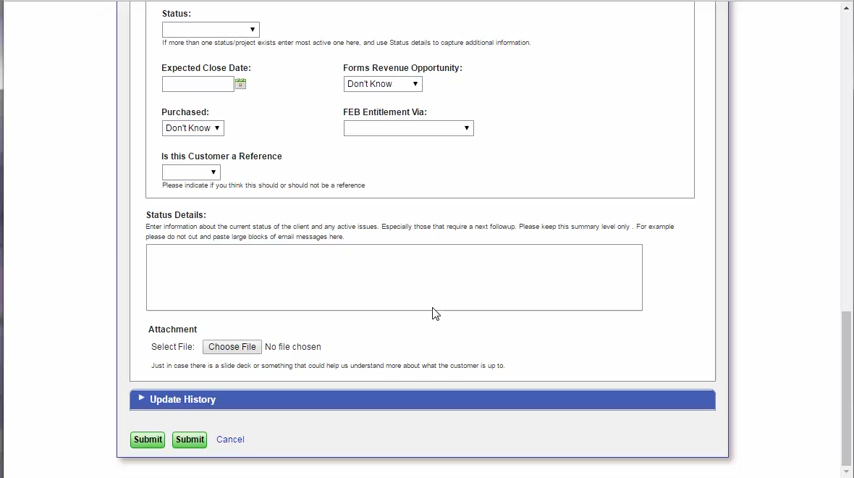 Status:
If more than one status/project exists enter most active one here, and use Status details to capture additional information.
Expected Close Date: Forms Revenue Opportunity:
Don't Know
Purchased: FEB Entitlement Via:
Don't Know
Is this Customer a Reference
Please indicate if you think this should or should not be a reference
Status Details:
Enter information about the current status of the client and any active issues. Especially those that require a next followup. Please keep this summary level only . For example
please do not cut and paste large blocks of email messages here.
Attachment
Select File: Choose File No file chosen
Just in case there is a slide deck or something that could help us understand more about what the customer is up to.
Update History
Submit Submit Cancel